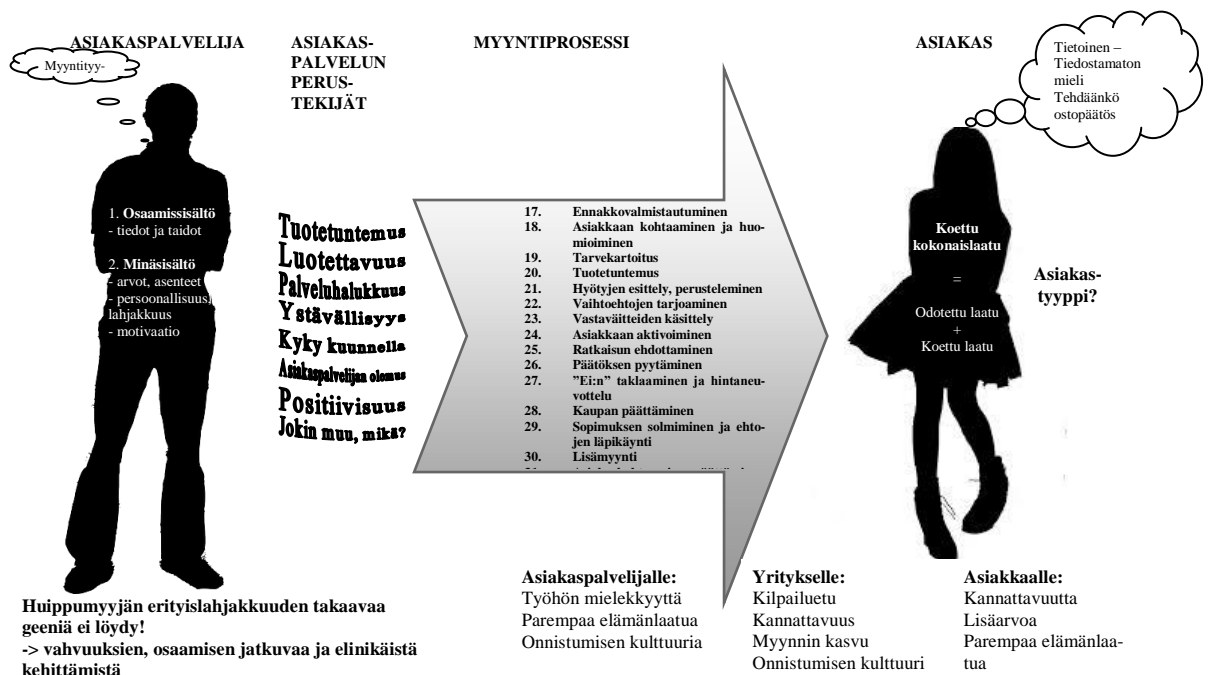 ASIAKASPALVELIJA
Myyntityy-
1. Osaamissisältö
- tiedot ja taidot
2. Minäsisältö
- arvot, asenteet
- persoonallisuus,
lahjakkuus
- motivaatio
Huippumyyjän erityislahjakkuuden takaavaa
geeniä ei löydy!
-> vahvuuksien, osaamisen jatkuvaa ja elinikäistä
kehittämistä
ASIAKAS-
PALVELUN
PERUS-
TEKIJÄT
Tuotetuntemus
Luotettavuus
Palveluhalukkuus
Ystävällisyys
Kyky kuunnella
Asiakaspalvelijan olemus
Positiivisuus
Jokin muu, mikä?
MYYNTIPROSESSI
17. Ennakkovalmistautuminen
18. Asiakkaan kohtaaminen ja huo-
mioiminen
19. Tarvekartoitus
20. Tuotetuntemus
21. Hyötyjen esittely, perusteleminen
22. Vaihtoehtojen tarjoaminen
23. Vastaväitteiden käsittely
24. Asiakkaan aktivoiminen
25. Ratkaisun ehdottaminen
26. Päätöksen pyytäminen
27. ”Ei:n” taklaaminen ja hintaneu-
vottelu
28. Kaupan päättäminen
29. Sopimuksen solmiminen ja ehto-
jen läpikäynti
30. Lisämyynti
ASIAKAS
Tietoinen –
Tiedostamaton
mieli
Tehdäänkö
ostopäätös
Koettu
kokonaislaatu
=
Odotettu laatu
+
Koettu laatu
Asiakas-
tyyppi?
Asiakaspalvelijalle:
Työhön mielekkyyttä
Parempaa elämänlaatua
Onnistumisen kulttuuria
Yritykselle:
Kilpailuetu
Kannattavuus
Myynnin kasvu
Onnistumisen kulttuuri
Asiakkaalle:
Kannattavuutta
Lisäarvoa
Parempaa elämänlaa-
tua